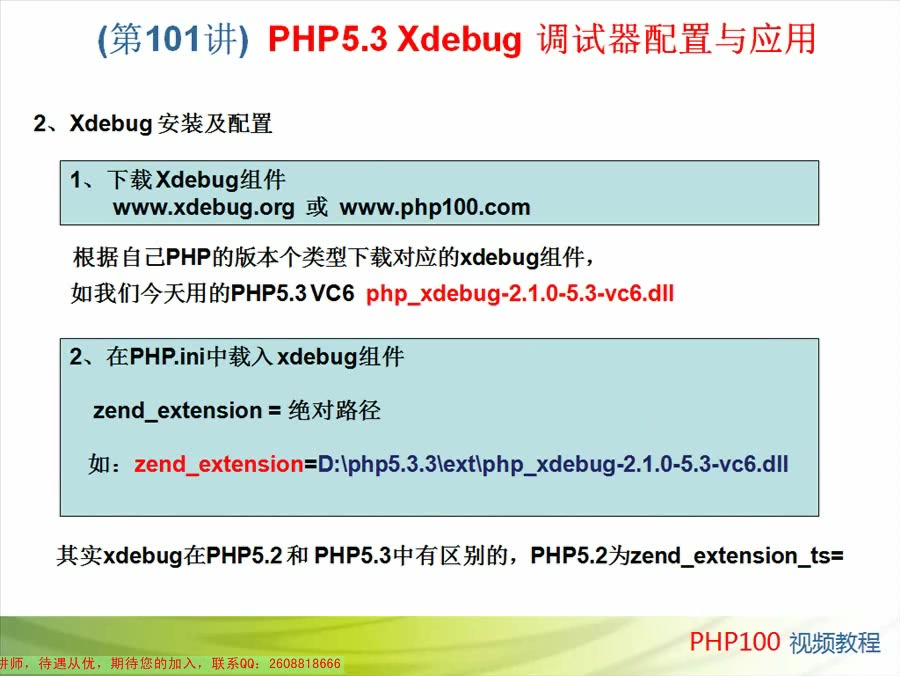 (第101讲) PHP5.3 Xdebug 调试器配置与应用
2、Xdebug 安装及配置
1、下载Xdebug组件
www.xdebug.org 或 www.php100.com
根据自己PHP的版本个类型下载对应的xdebug组件，
如我们今天用的PHP5.3 VC6 php_xdebug-2.1.0-5.3-vc6.dll
2、在PHP.ini中载入xdebug组件
zend_extension = 绝对路径
如：zend_extension=D:\php5.3.3\ext\php_xdebug-2.1.0-5.3-vc6.dll
其实xdebug在PHP5.2 和 PHP5.3中有区别的，PHP5.2为zend_extension_ts=
PHP100 视频教程
讲师，待遇从优，期待您的加入，联系QQ：2608818666